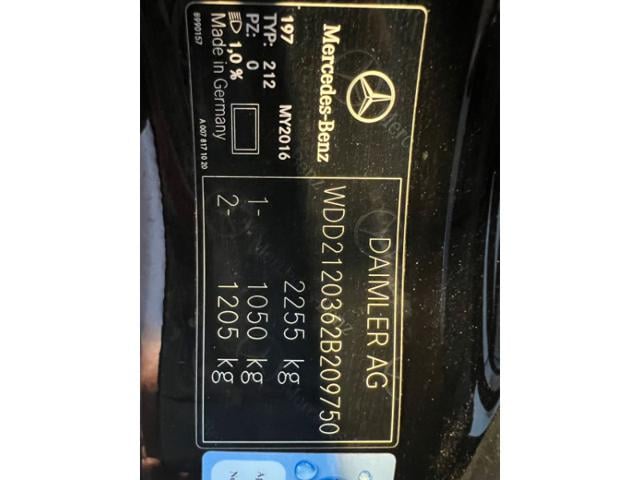 Mercedes-Benz
197 MY2016
TYP: 212
PZ: 0
1,0 %
Made in Germany
8990157
A 007 817 10 20
DAIMLER AG
WDD2120362B209750
2255 kg
1- 1050 kg
2- 1205 kg